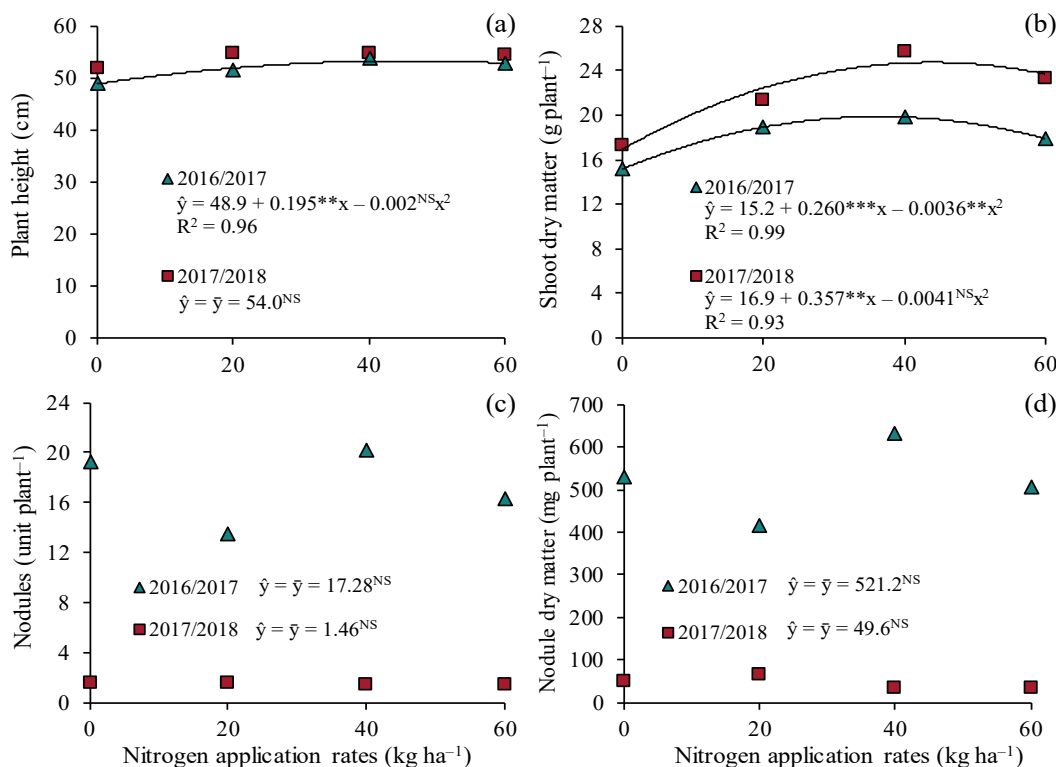 (a)
Plant height (cm)
60
50
40
30
20
10
0
2016/2017
ŷ = 48.9 + 0.195**x – 0.002ᴺˢx²
R² = 0.96
2017/2018
ŷ = ȳ = 54.0ᴺˢ
0 20 40 60
(b)
Shoot dry matter (g plant⁻¹)
28
24
20
16
12
8
4
0
2016/2017
ŷ = 15.2 + 0.260***x – 0.0036**x²
R² = 0.99
2017/2018
ŷ = 16.9 + 0.357**x – 0.0041ᴺˢx²
R² = 0.93
0 20 40 60
(c)
Nodules (unit plant⁻¹)
24
20
16
12
8
4
2
0
2016/2017 ŷ = ȳ = 17.28ᴺˢ
2017/2018 ŷ = ȳ = 1.46ᴺˢ
0 20 40 60
Nitrogen application rates (kg ha⁻¹)
(d)
Nodule dry matter (mg plant⁻¹)
700
600
500
400
300
200
100
0
2016/2017 ŷ = ȳ = 521.2ᴺˢ
2017/2018 ŷ = ȳ = 49.6ᴺˢ
0 20 40 60
Nitrogen application rates (kg ha⁻¹)